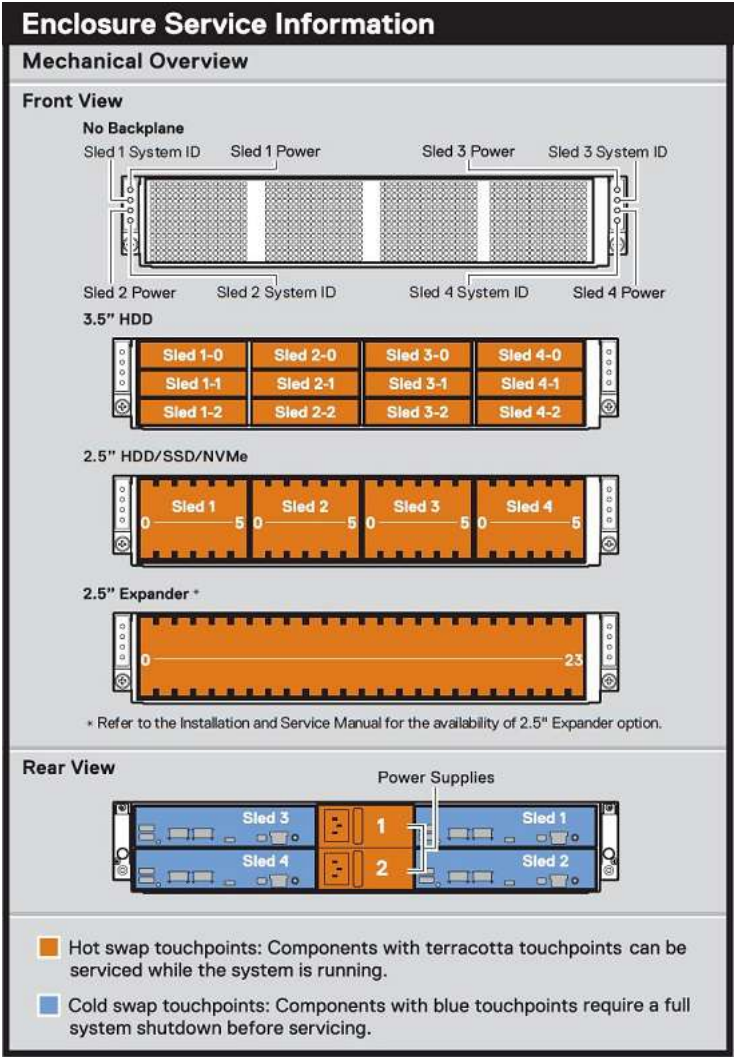 Enclosure Service Information
Mechanical Overview
Front View
No Backplane
Sled 1 System ID
Sled 1 Power
Sled 3 Power
Sled 3 System ID
Sled 2 Power
Sled 2 System ID
Sled 4 System ID
Sled 4 Power
3.5" HDD
Sled 1-0
Sled 2-0
Sled 3-0
Sled 4-0
Sled 1-1
Sled 2-1
Sled 3-1
Sled 4-1
Sled 1-2
Sled 2-2
Sled 3-2
Sled 4-2
2.5" HDD/SSD/NVMe
Sled 1
Sled 2
Sled 3
Sled 4
0 5
0 5
0 5
0 5
2.5" Expander *
0 23
* Refer to the Installation and Service Manual for the availability of 2.5" Expander option.
Rear View
Power Supplies
Sled 3
1
Sled 1
Sled 4
2
Sled 2
Hot swap touchpoints: Components with terracotta touchpoints can be
serviced while the system is running.
Cold swap touchpoints: Components with blue touchpoints require a full
system shutdown before servicing.